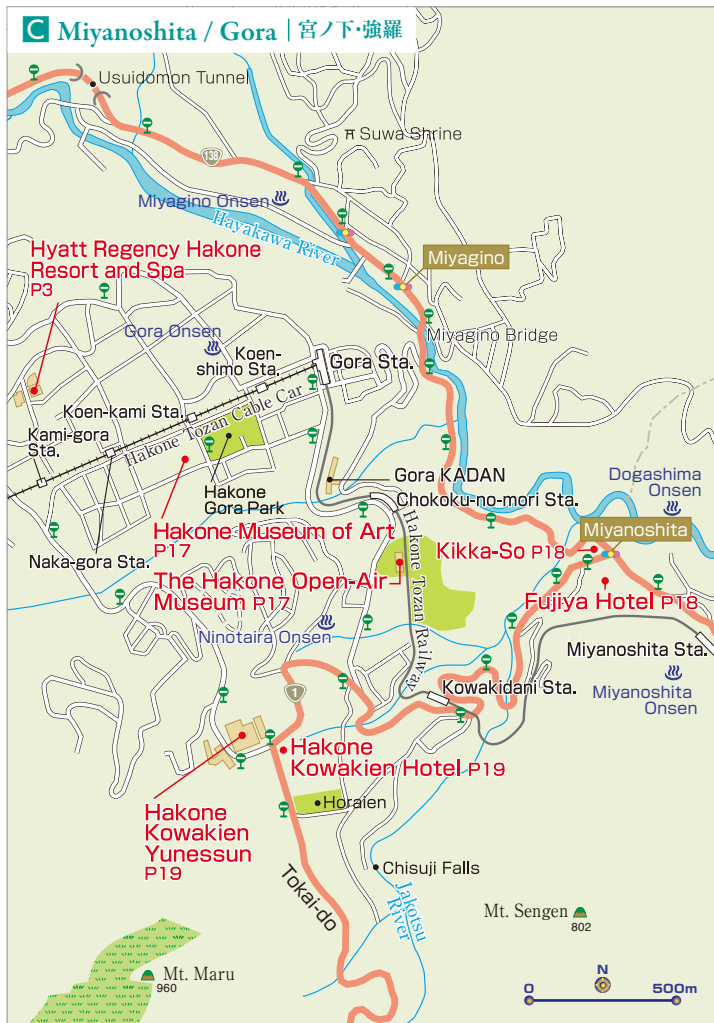 C Miyanoshita / Gora | 宮ノ下・強羅
Usuidomon Tunnel
Suwa Shrine
138
Miyagino Onsen
Hayakawa River
Hyatt Regency Hakone
Resort and Spa
P3
Miyagino
Gora Onsen
Miyagino Bridge
Koen-
shimo Sta.
Gora Sta.
Koen-kami Sta.
Hakone Tozan Cable Car
Kami-gora
Sta.
Gora KADAN
Hakone
Gora Park
Chokoku-no-mori Sta.
Dogashima
Onsen
Hakone Museum of Art
P17
Miyanoshita
Kikka-So P18
Naka-gora Sta.
The Hakone Open-Air
Museum P17
Hakone Tozan Railway
Fujiya Hotel P18
Ninotaira Onsen
Miyanoshita Sta.
1
Kowakidani Sta.
Miyanoshita
Onsen
Hakone
Kowakien Hotel P19
Hakone
Kowakien
Yunessun
P19
Horaien
Tokai-do
Chisuji Falls
Jakotsu
River
Mt. Sengen
802
Mt. Maru
960
N
0
500m